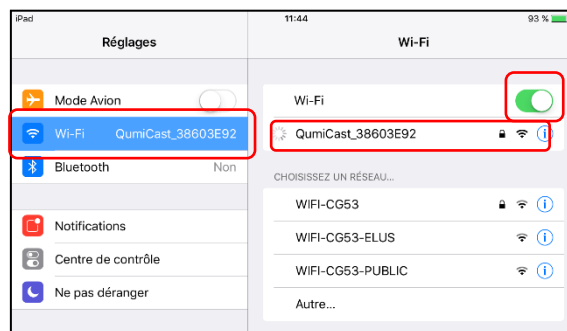 iPad 11:44 93 %
Réglages
Wi-Fi
Mode Avion
Wi-Fi QumiCast_38603E92
Bluetooth Non
Notifications
Centre de contrôle
Ne pas déranger
Wi-Fi
QumiCast_38603E92
CHOISISSEZ UN RÉSEAU...
WIFI-CG53
WIFI-CG53-ELUS
WIFI-CG53-PUBLIC
Autre...